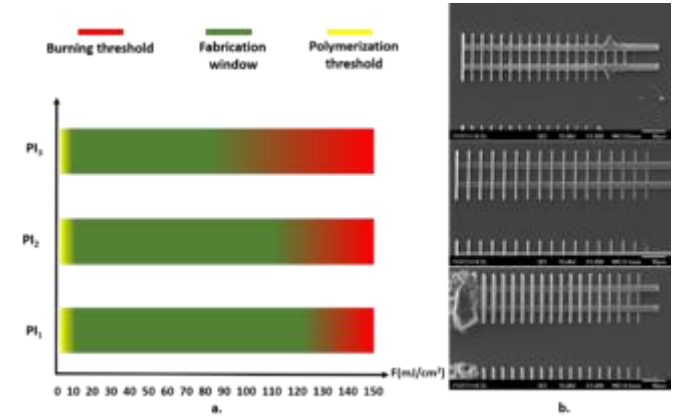 Burning threshold
Fabrication
window
Polymerization
threshold
PI₃
PI₂
PI₁
F(mJ/cm²)
0 10 20 30 40 50 60 70 80 90 100 110 120 130 140 150
a.
b.